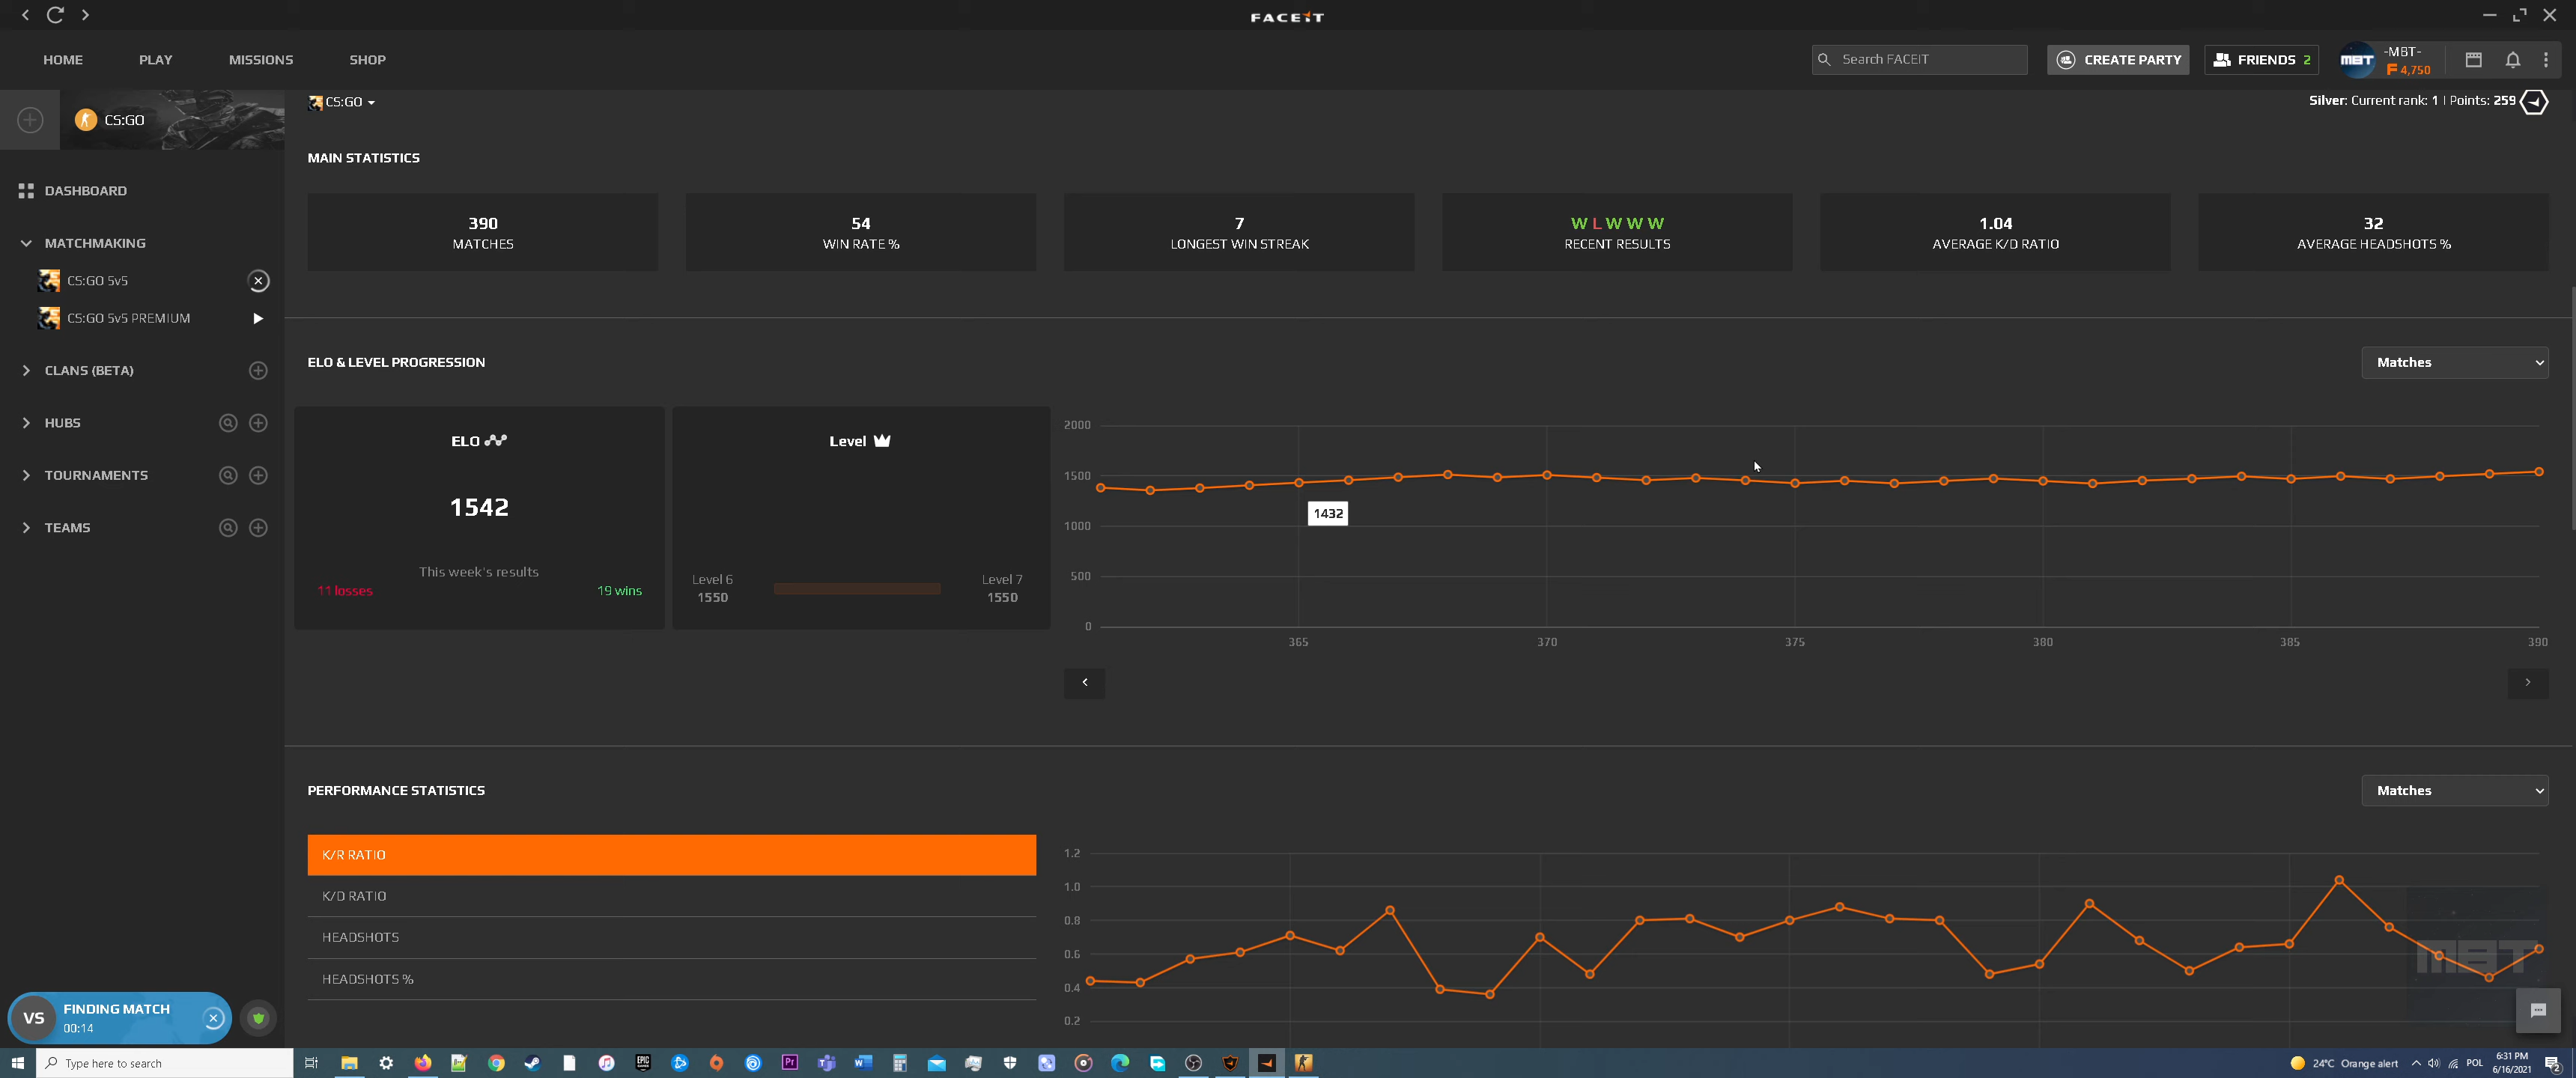 FACEIT
HOME PLAY MISSIONS SHOP
Search FACEIT
CREATE PARTY
FRIENDS 2
MBT
-MBT-
F 4,750
CS:GO
CS:GO
Silver: Current rank: 1 | Points: 259
DASHBOARD
MATCHMAKING
CS:GO 5v5
CS:GO 5v5 PREMIUM
CLANS (BETA)
HUBS
TOURNAMENTS
TEAMS
MAIN STATISTICS
390
MATCHES
54
WIN RATE %
7
LONGEST WIN STREAK
W L W W W
RECENT RESULTS
1.04
AVERAGE K/D RATIO
32
AVERAGE HEADSHOTS %
ELO & LEVEL PROGRESSION
Matches
ELO
1542
This week's results
11 losses
19 wins
Level
Level 6
1550
Level 7
1550
2000
1500
1000
500
0
1432
365 370 375 380 385 390
PERFORMANCE STATISTICS
Matches
K/R RATIO
K/D RATIO
HEADSHOTS
HEADSHOTS %
1.2
1.0
0.8
0.6
0.4
0.2
MBT
VS
FINDING MATCH
00:14
Type here to search
EPIC
GAMES
Pr
24°C Orange alert
POL
6:31 PM
6/16/2021
2